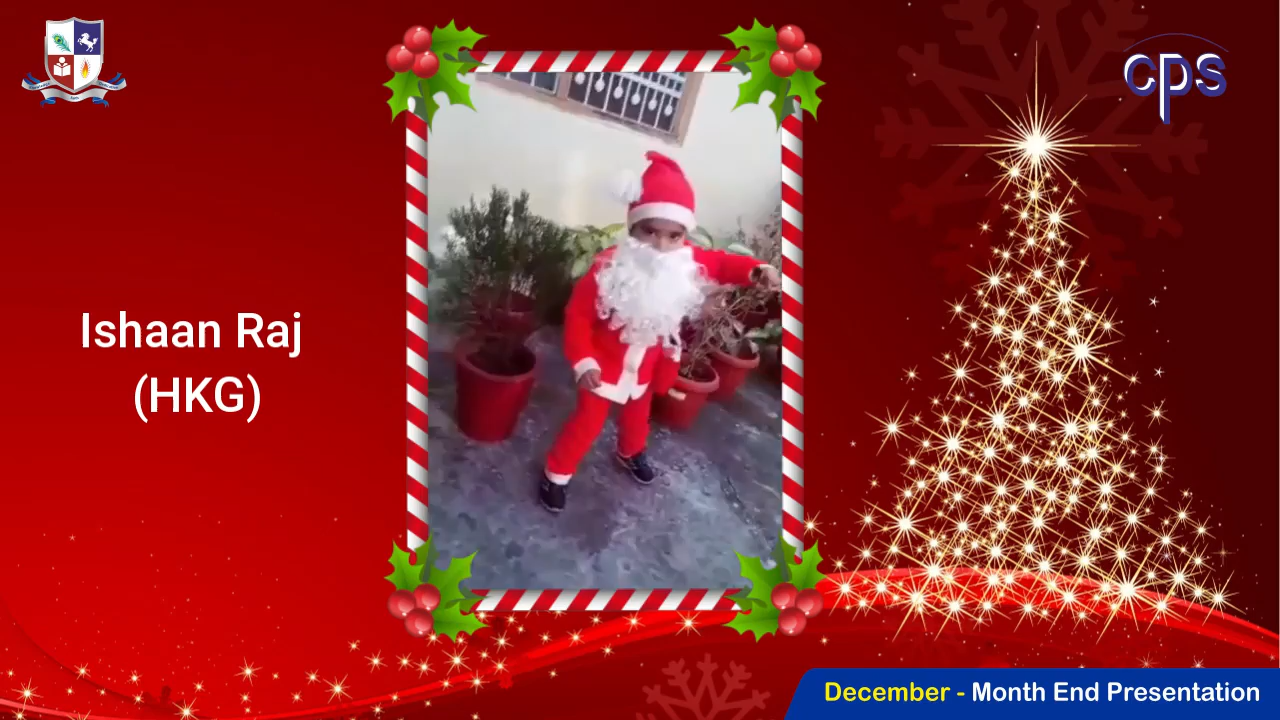 cps
Ishaan Raj
(HKG)
December - Month End Presentation